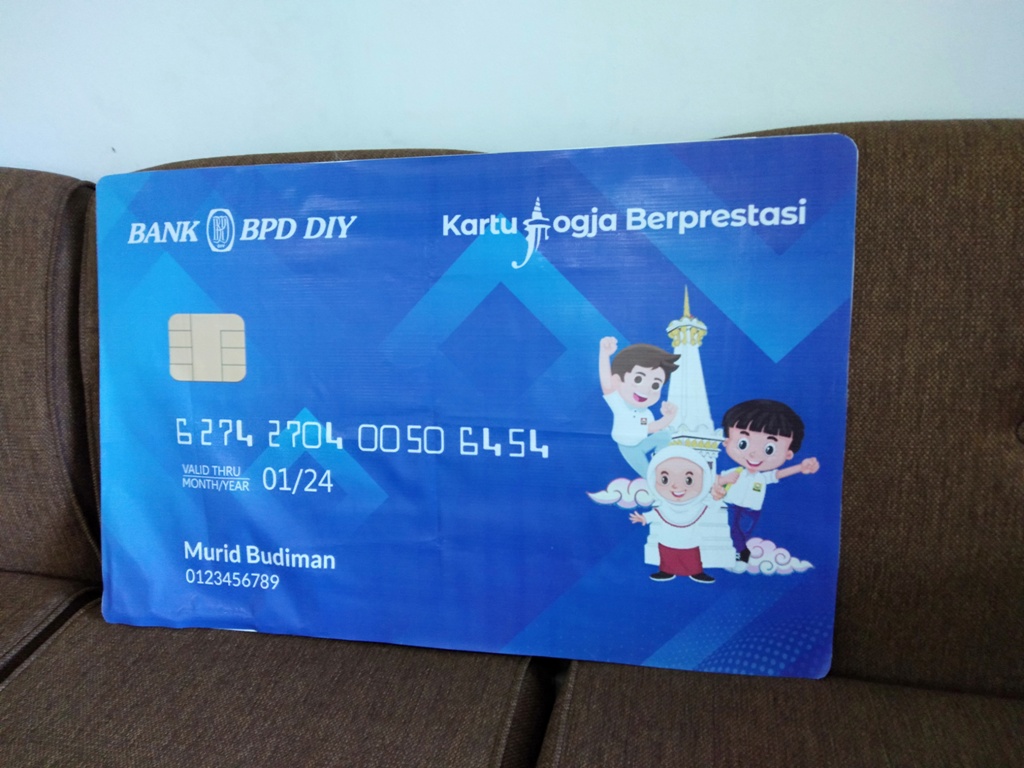 BANK BPD DIY
Kartu Jogja Berprestasi
6274 2704 0050 6454
VALID THRU
MONTH/YEAR 01/24
Murid Budiman
0123456789